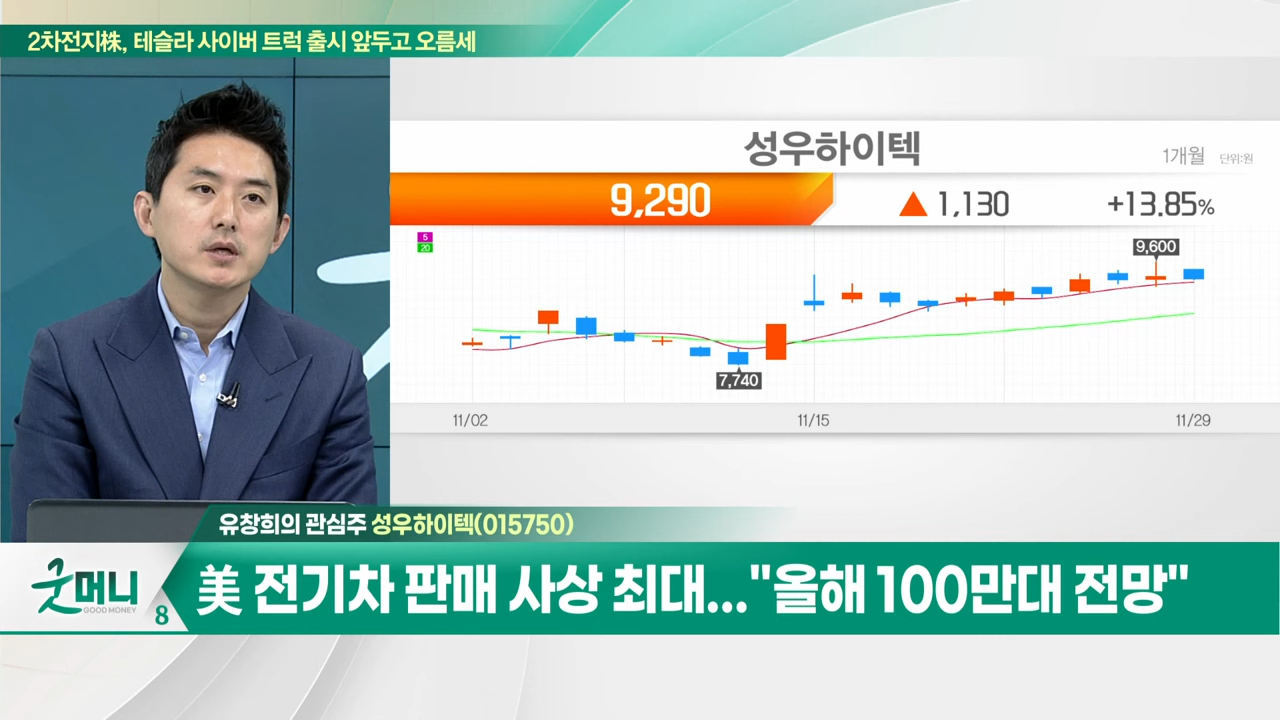 2차전지株, 테슬라 사이버 트럭 출시 앞두고 오름세
성우하이텍
1개월 단위:원
9,290 ▲ 1,130 +13.85%
5
20
9,600
7,740
11/02 11/15 11/29
유창희의 관심주 성우하이텍(015750)
굿머니
GOOD MONEY
8
美 전기차 판매 사상 최대..."올해 100만대 전망"